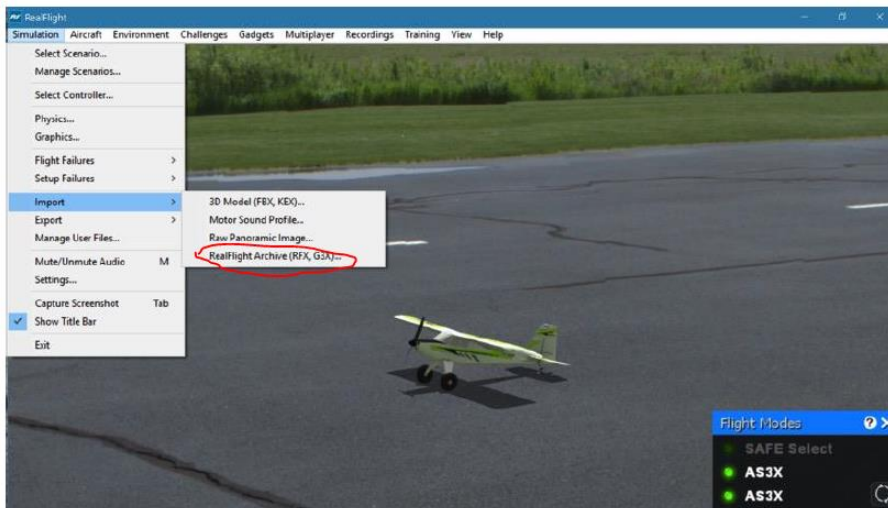 RealFlight
Simulation Aircraft Environment Challenges Gadgets Multiplayer Recordings Training View Help
Select Scenario...
Manage Scenarios...
Select Controller...
Physics...
Graphics...
Flight Failures >
Setup Failures >
Import >
Export >
Manage User Files...
Mute/Unmute Audio M
Settings...
Capture Screenshot Tab
Show Title Bar
Exit
3D Model (FBX, KEX)...
Motor Sound Profile...
Raw Panoramic Image...
RealFlight Archive (RFX, G3X)...
Flight Modes ? X
SAFE Select
AS3X
AS3X